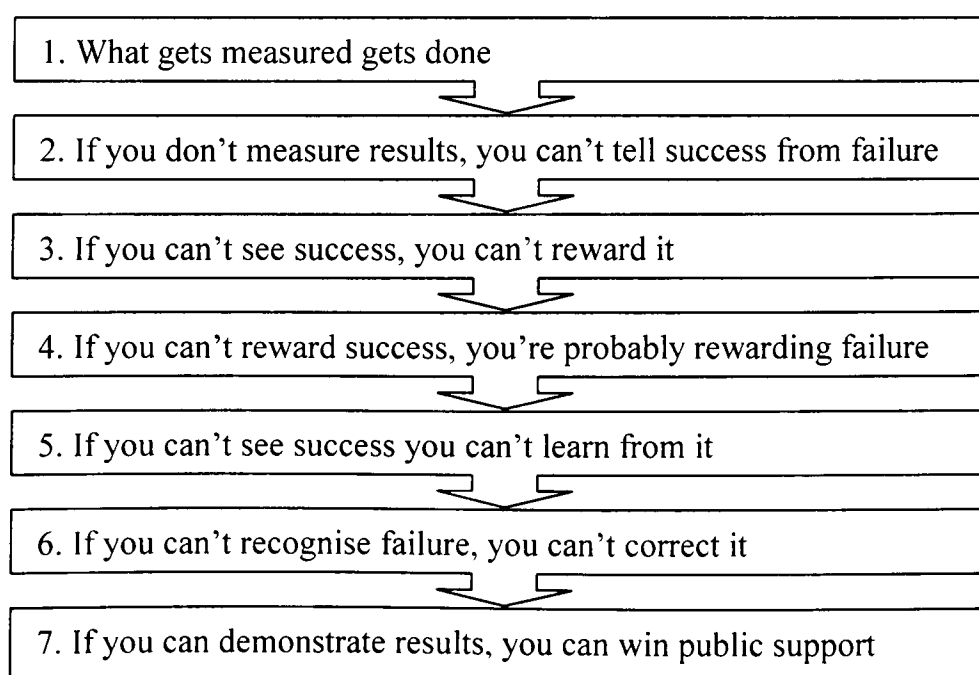 1. What gets measured gets done
2. If you don't measure results, you can't tell success from failure
3. If you can't see success, you can't reward it
4. If you can't reward success, you're probably rewarding failure
5. If you can't see success you can't learn from it
6. If you can't recognise failure, you can't correct it
7. If you can demonstrate results, you can win public support